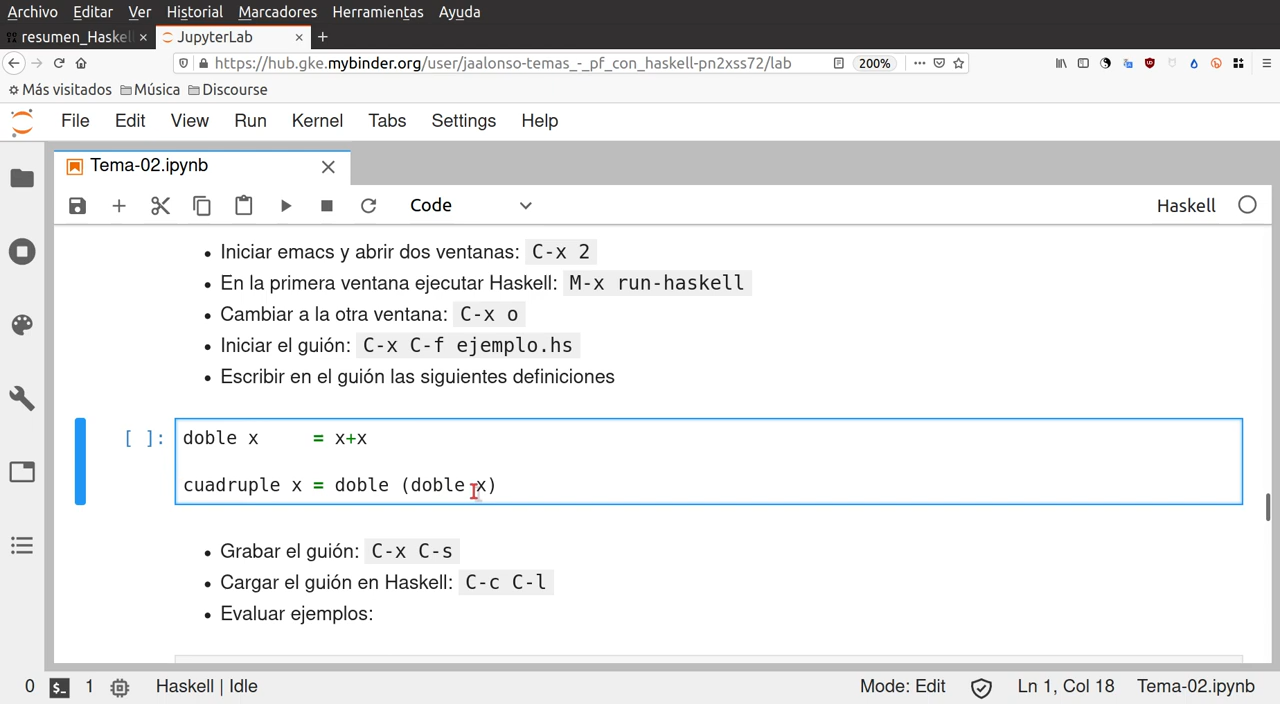 Archivo Editar Ver Historial Marcadores Herramientas Ayuda
resumen_Haskel × JupyterLab × +
https://hub.gke.mybinder.org/user/jaalonso-temas_-_pf_con_haskell-pn2xss72/lab 200%
Más visitados Música Discourse
File Edit View Run Kernel Tabs Settings Help
Tema-02.ipynb
Code Haskell
• Iniciar emacs y abrir dos ventanas: C-x 2
• En la primera ventana ejecutar Haskell: M-x run-haskell
• Cambiar a la otra ventana: C-x o
• Iniciar el guión: C-x C-f ejemplo.hs
• Escribir en el guión las siguientes definiciones
[ ]: doble x     = x+x
cuadruple x = doble (doble x)
• Grabar el guión: C-x C-s
• Cargar el guión en Haskell: C-c C-l
• Evaluar ejemplos:
0 $_ 1 Haskell | Idle Mode: Edit Ln 1, Col 18 Tema-02.ipynb